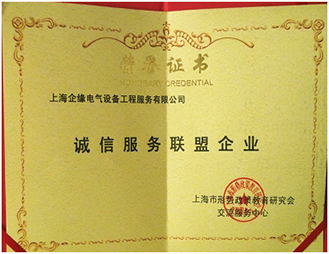 荣誉证书
HONORARY CREDENTIAL
上海企缘电气设备工程服务有限公司
诚信服务联盟企业
上海市形势政策教育研究会
交流服务中心